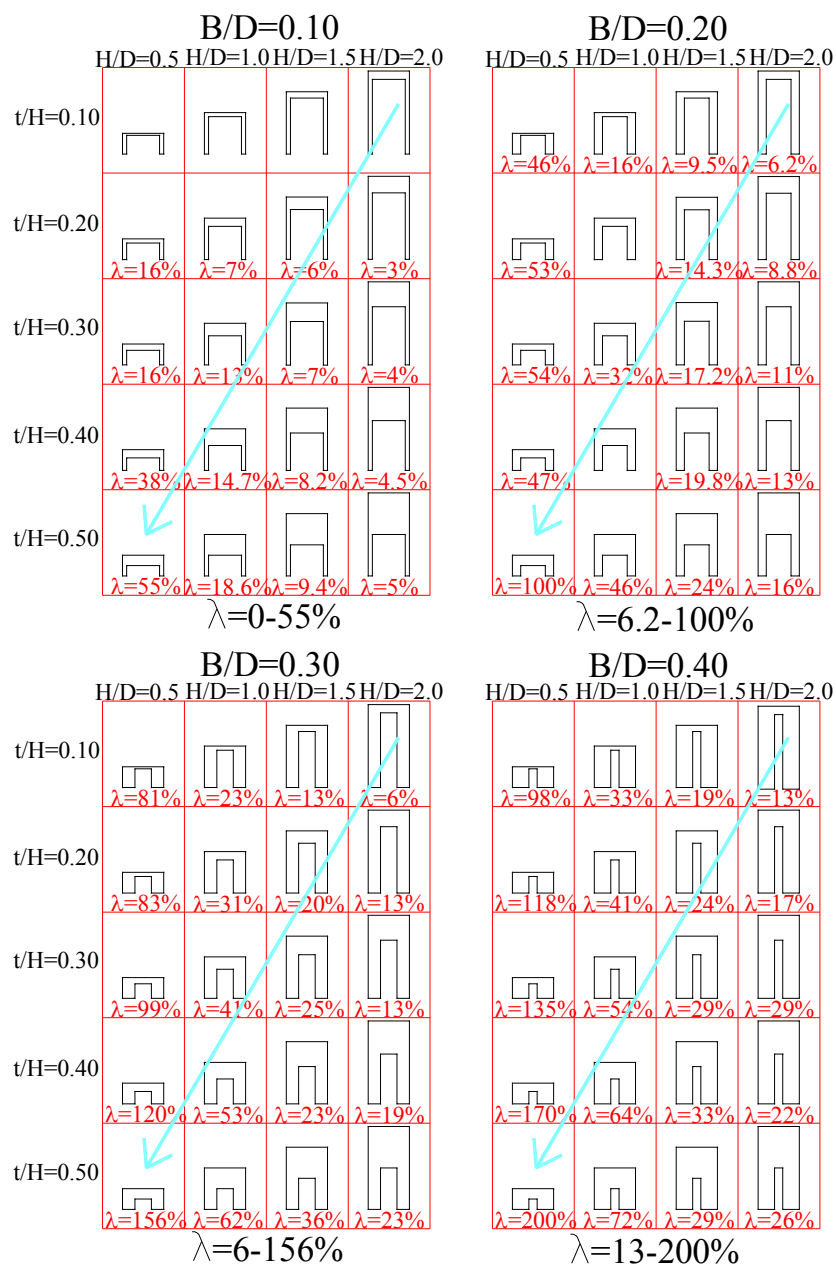 B/D=0.10
H/D=0.5 H/D=1.0 H/D=1.5 H/D=2.0
t/H=0.10
t/H=0.20
λ=16% λ=7% λ=6% λ=3%
t/H=0.30
λ=16% λ=13% λ=7% λ=4%
t/H=0.40
λ=38% λ=14.7% λ=8.2% λ=4.5%
t/H=0.50
λ=55% λ=18.6% λ=9.4% λ=5%
λ=0-55%
B/D=0.20
H/D=0.5 H/D=1.0 H/D=1.5 H/D=2.0
λ=46% λ=16% λ=9.5% λ=6.2%
λ=53% λ=14.3% λ=8.8%
λ=54% λ=32% λ=17.2% λ=11%
λ=47% λ=19.8% λ=13%
λ=100% λ=46% λ=24% λ=16%
λ=6.2-100%
B/D=0.30
H/D=0.5 H/D=1.0 H/D=1.5 H/D=2.0
t/H=0.10
λ=81% λ=23% λ=13% λ=6%
t/H=0.20
λ=83% λ=31% λ=20% λ=13%
t/H=0.30
λ=99% λ=41% λ=25% λ=13%
t/H=0.40
λ=120% λ=53% λ=23% λ=19%
t/H=0.50
λ=156% λ=62% λ=36% λ=23%
λ=6-156%
B/D=0.40
H/D=0.5 H/D=1.0 H/D=1.5 H/D=2.0
λ=98% λ=33% λ=19% λ=13%
λ=118% λ=41% λ=24% λ=17%
λ=135% λ=54% λ=29% λ=29%
λ=170% λ=64% λ=33% λ=22%
λ=200% λ=72% λ=29% λ=26%
λ=13-200%